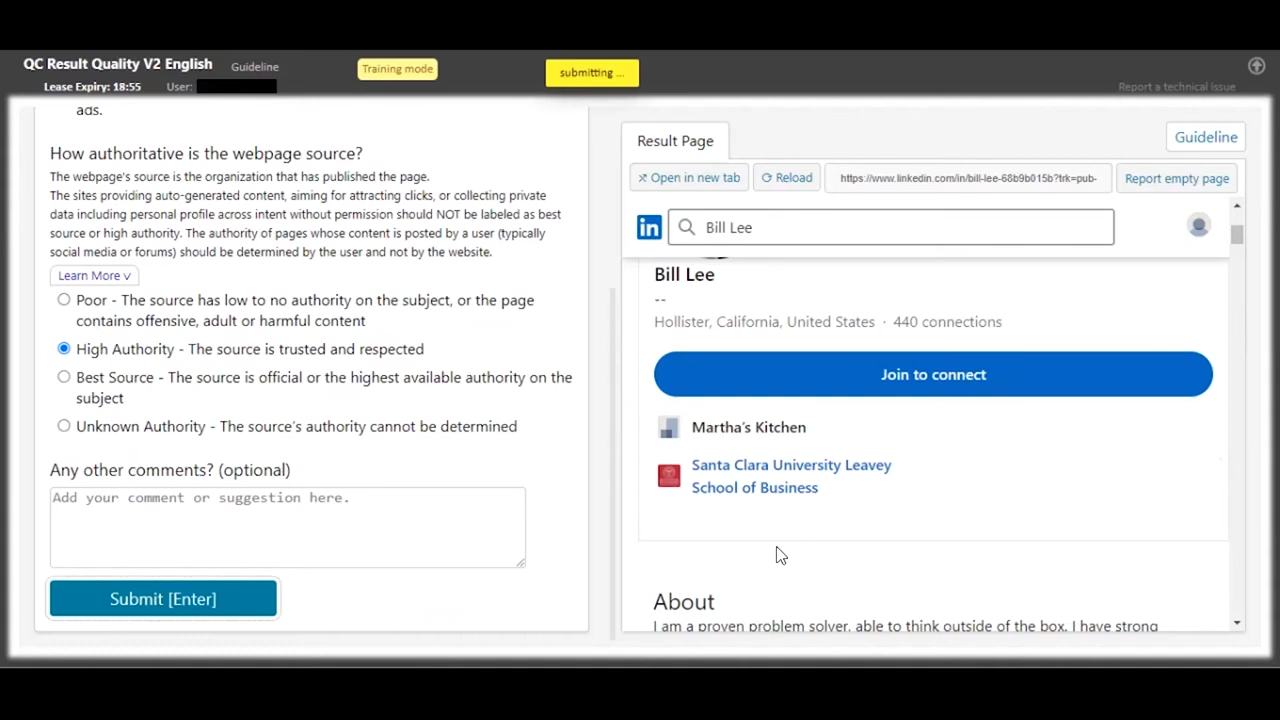 QC Result Quality V2 English
Guideline
Training mode
submitting ...
Lease Expiry: 18:55
User:
Report a technical issue
ads.
How authoritative is the webpage source?
The webpage's source is the organization that has published the page.
The sites providing auto-generated content, aiming for attracting clicks, or collecting private
data including personal profile across intent without permission should NOT be labeled as best
source or high authority. The authority of pages whose content is posted by a user (typically
social media or forums) should be determined by the user and not by the website.
Learn More v
Poor - The source has low to no authority on the subject, or the page
contains offensive, adult or harmful content
High Authority - The source is trusted and respected
Best Source - The source is official or the highest available authority on the
subject
Unknown Authority - The source's authority cannot be determined
Any other comments? (optional)
Add your comment or suggestion here.
Submit [Enter]
Result Page
Guideline
Open in new tab
Reload
https://www.linkedin.com/in/bill-lee-68b9b015b?trk=pub-
Report empty page
in
Bill Lee
Bill Lee
--
Hollister, California, United States · 440 connections
Join to connect
Martha's Kitchen
Santa Clara University Leavey
School of Business
About
I am a proven problem solver, able to think outside of the box. I have strong